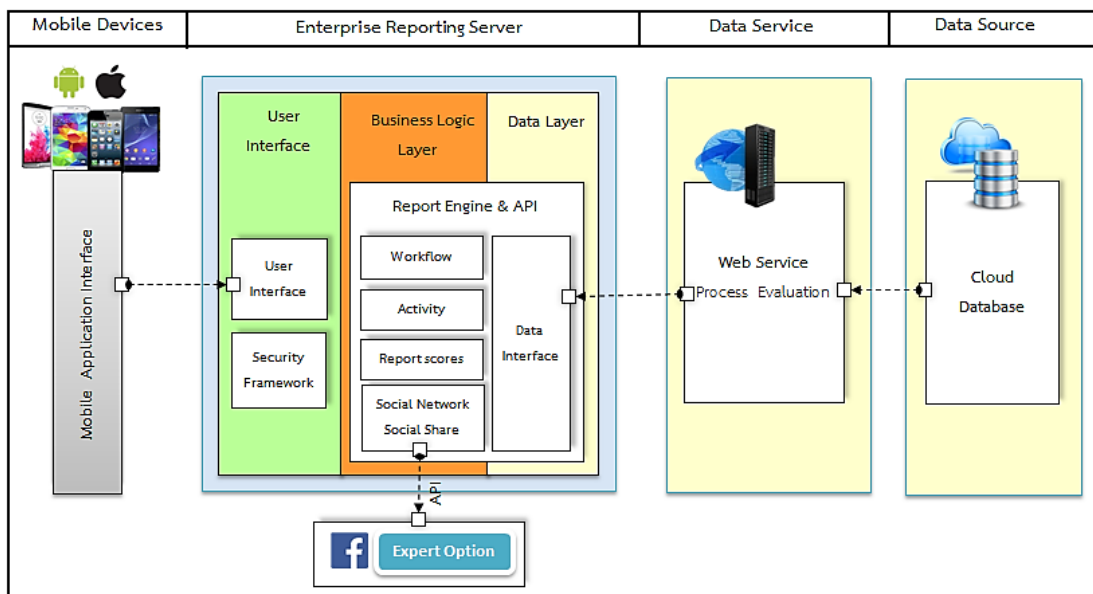 Mobile Devices
Enterprise Reporting Server
Data Service
Data Source
User
Interface
Business Logic
Layer
Data Layer
Report Engine & API
Mobile Application Interface
User
Interface
Security
Framework
Workflow
Activity
Report scores
Social Network
Social Share
Data
Interface
Web Service
Process Evaluation
Cloud
Database
API
f
Expert Option